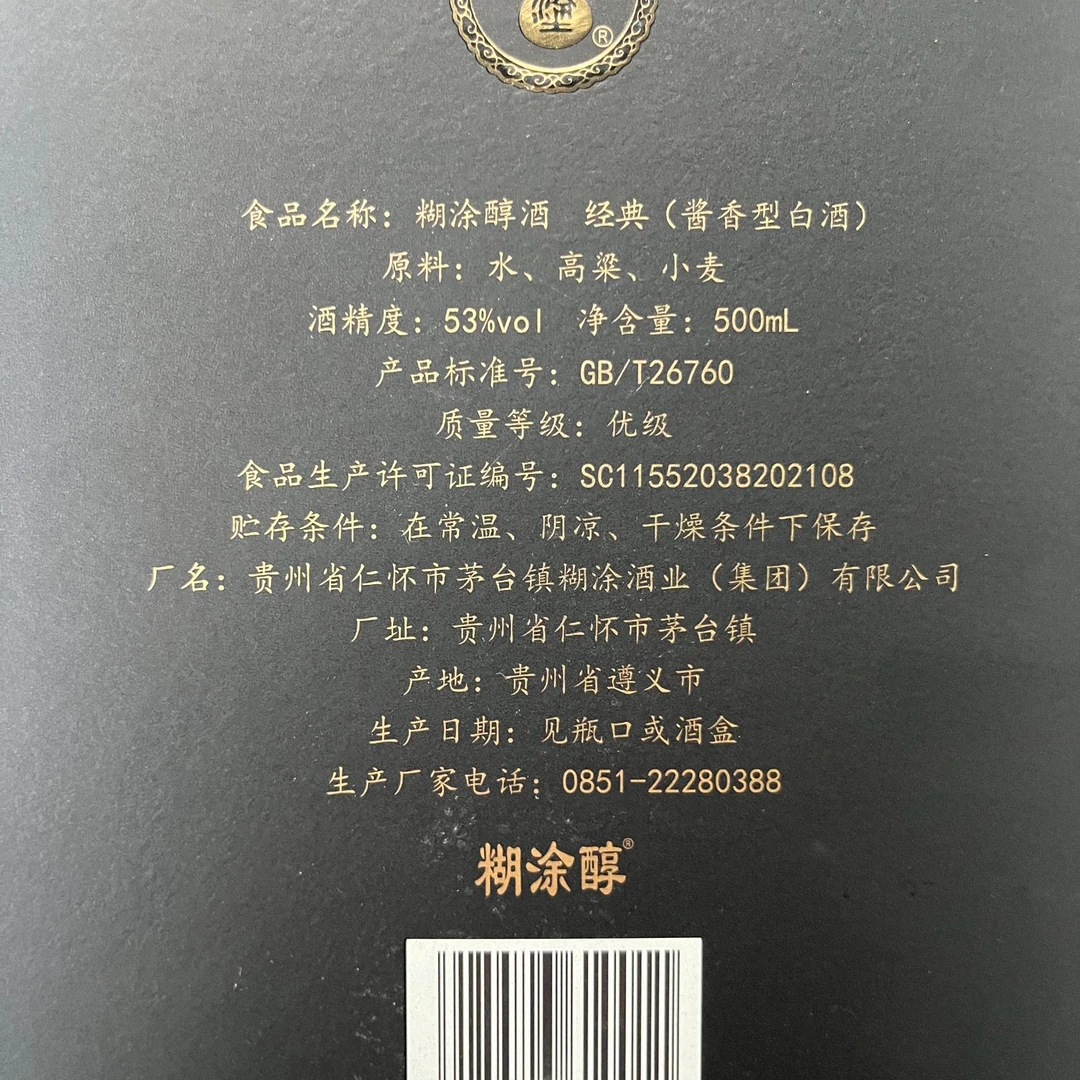 ®
食品名称：糊涂醇酒 经典（酱香型白酒）
原料：水、高粱、小麦
酒精度：53%vol 净含量：500mL
产品标准号：GB/T26760
质量等级：优级
食品生产许可证编号：SC11552038202108
贮存条件：在常温、阴凉、干燥条件下保存
厂名：贵州省仁怀市茅台镇糊涂酒业（集团）有限公司
厂址：贵州省仁怀市茅台镇
产地：贵州省遵义市
生产日期：见瓶口或酒盒
生产厂家电话：0851-22280388
糊涂醇®